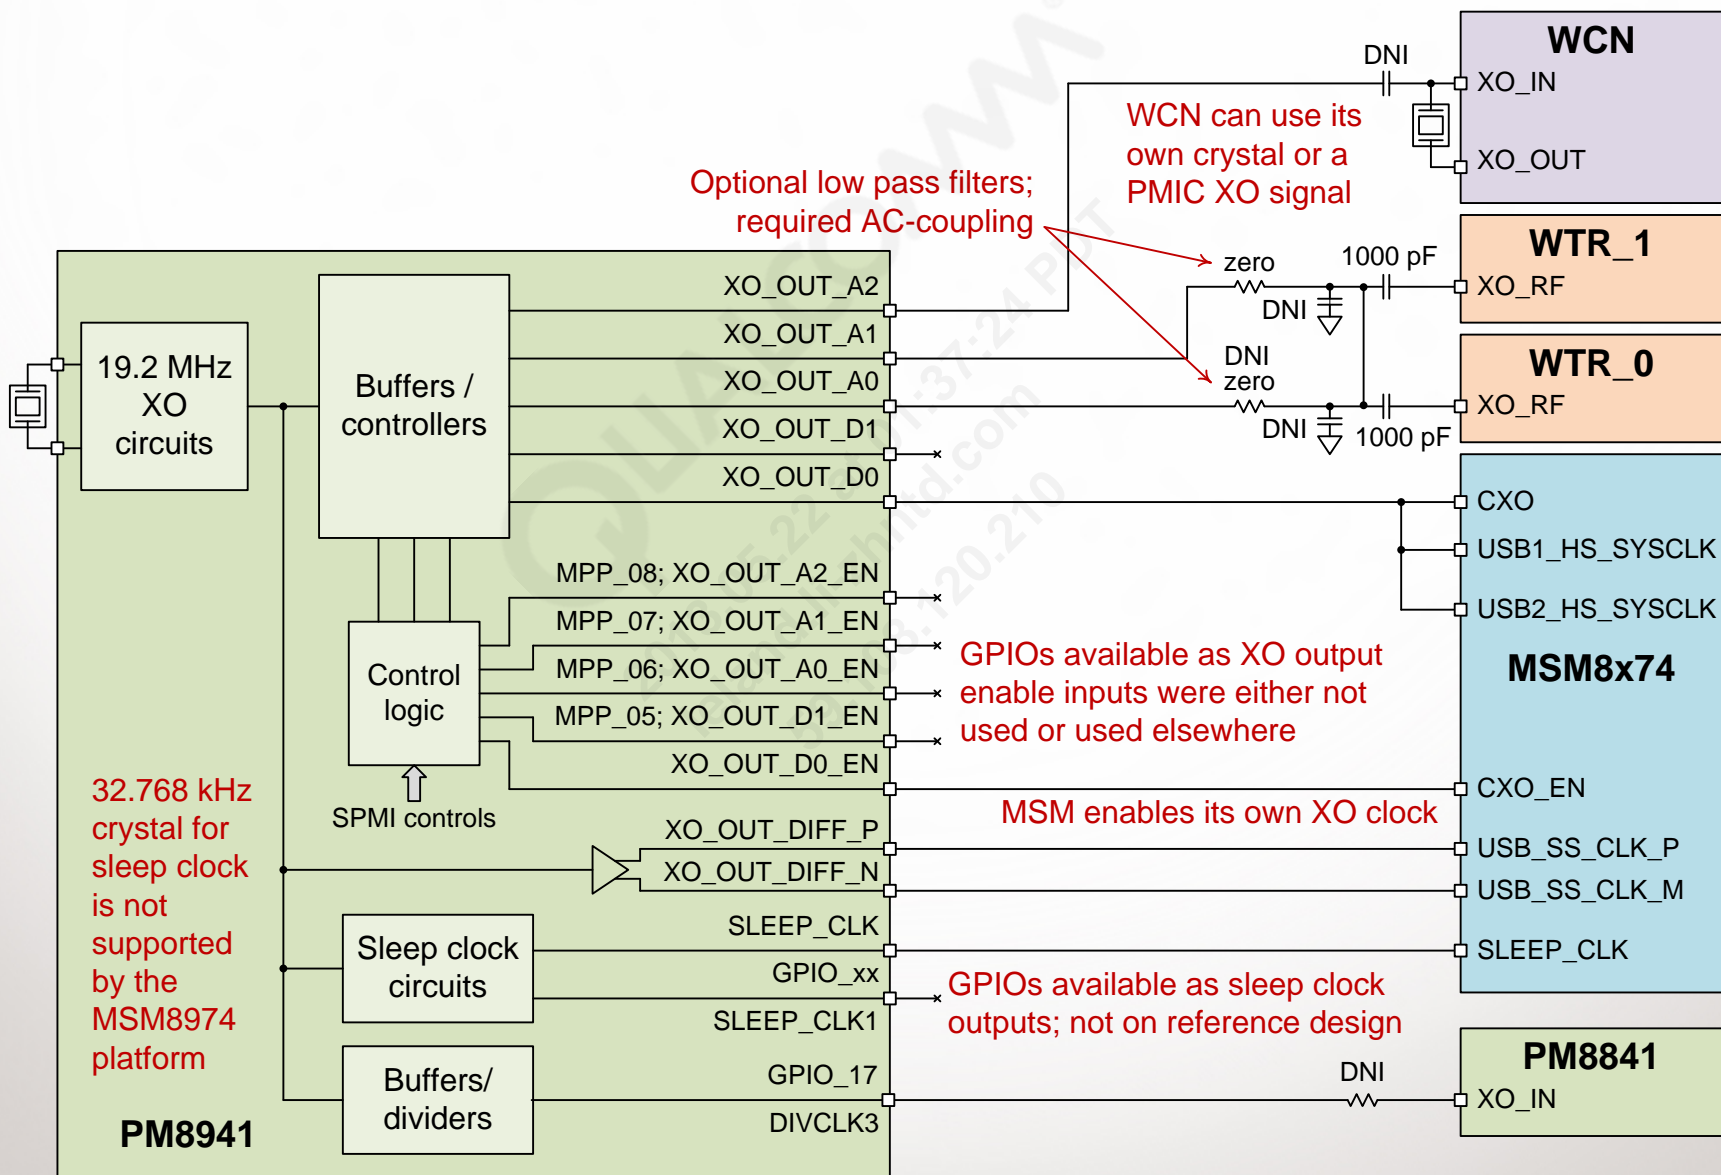 WCN
DNI
XO_IN
WCN can use its
own crystal or a
PMIC XO signal
XO_OUT
Optional low pass filters;
required AC-coupling
WTR_1
zero
1000 pF
XO_RF
DNI
WTR_0
DNI
zero
XO_RF
DNI
1000 pF
19.2 MHz
XO
circuits
Buffers /
controllers
XO_OUT_A2
XO_OUT_A1
XO_OUT_A0
XO_OUT_D1
XO_OUT_D0
CXO
USB1_HS_SYSCLK
USB2_HS_SYSCLK
MSM8x74
MPP_08; XO_OUT_A2_EN
MPP_07; XO_OUT_A1_EN
MPP_06; XO_OUT_A0_EN
MPP_05; XO_OUT_D1_EN
XO_OUT_D0_EN
Control
logic
SPMI controls
GPIOs available as XO output
enable inputs were either not
used or used elsewhere
CXO_EN
MSM enables its own XO clock
32.768 kHz
crystal for
sleep clock
is not
supported
by the
MSM8974
platform
XO_OUT_DIFF_P
XO_OUT_DIFF_N
USB_SS_CLK_P
USB_SS_CLK_M
Sleep clock
circuits
SLEEP_CLK
GPIO_xx
SLEEP_CLK1
SLEEP_CLK
GPIOs available as sleep clock
outputs; not on reference design
Buffers/
dividers
GPIO_17
DIVCLK3
DNI
PM8841
XO_IN
PM8941
QUALCOMM